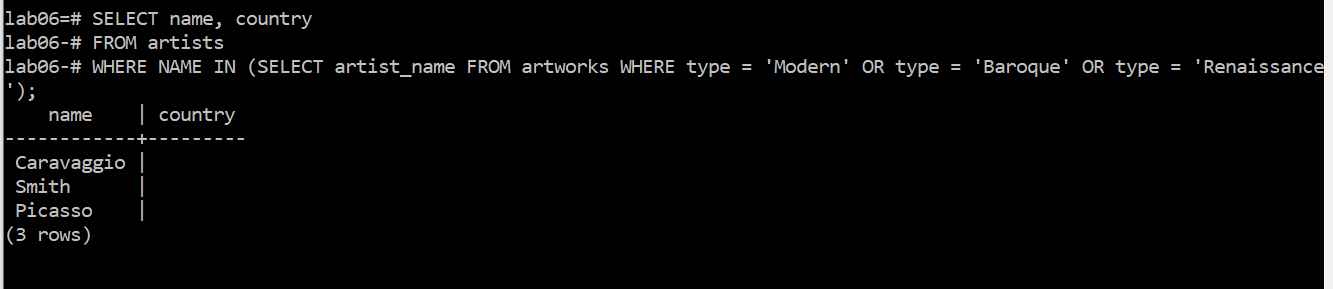 lab06=# SELECT name, country
lab06-# FROM artists
lab06-# WHERE NAME IN (SELECT artist_name FROM artworks WHERE type = 'Modern' OR type = 'Baroque' OR type = 'Renaissance
');
    name    | country
------------+---------
 Caravaggio |
 Smith      |
 Picasso    |
(3 rows)